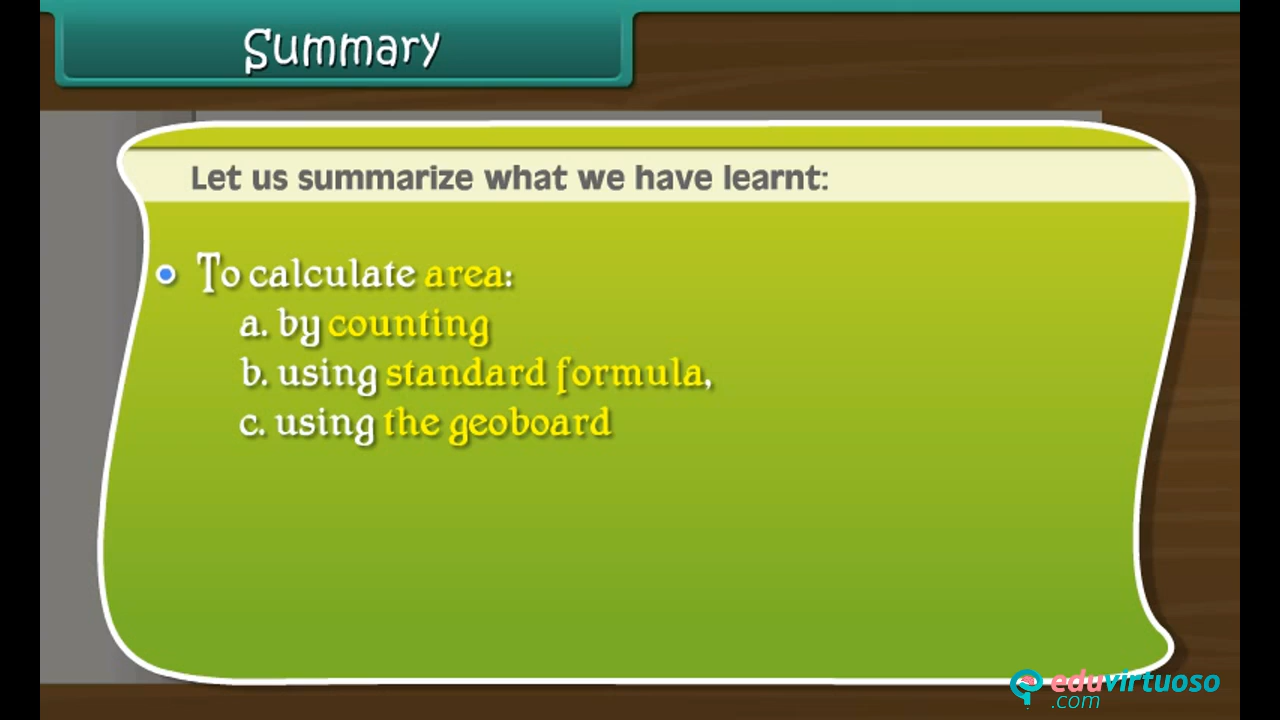 Summary
Let us summarize what we have learnt:
To calculate area:
a. by counting
b. using standard formula,
c. using the geoboard
eduvirtuoso
.com